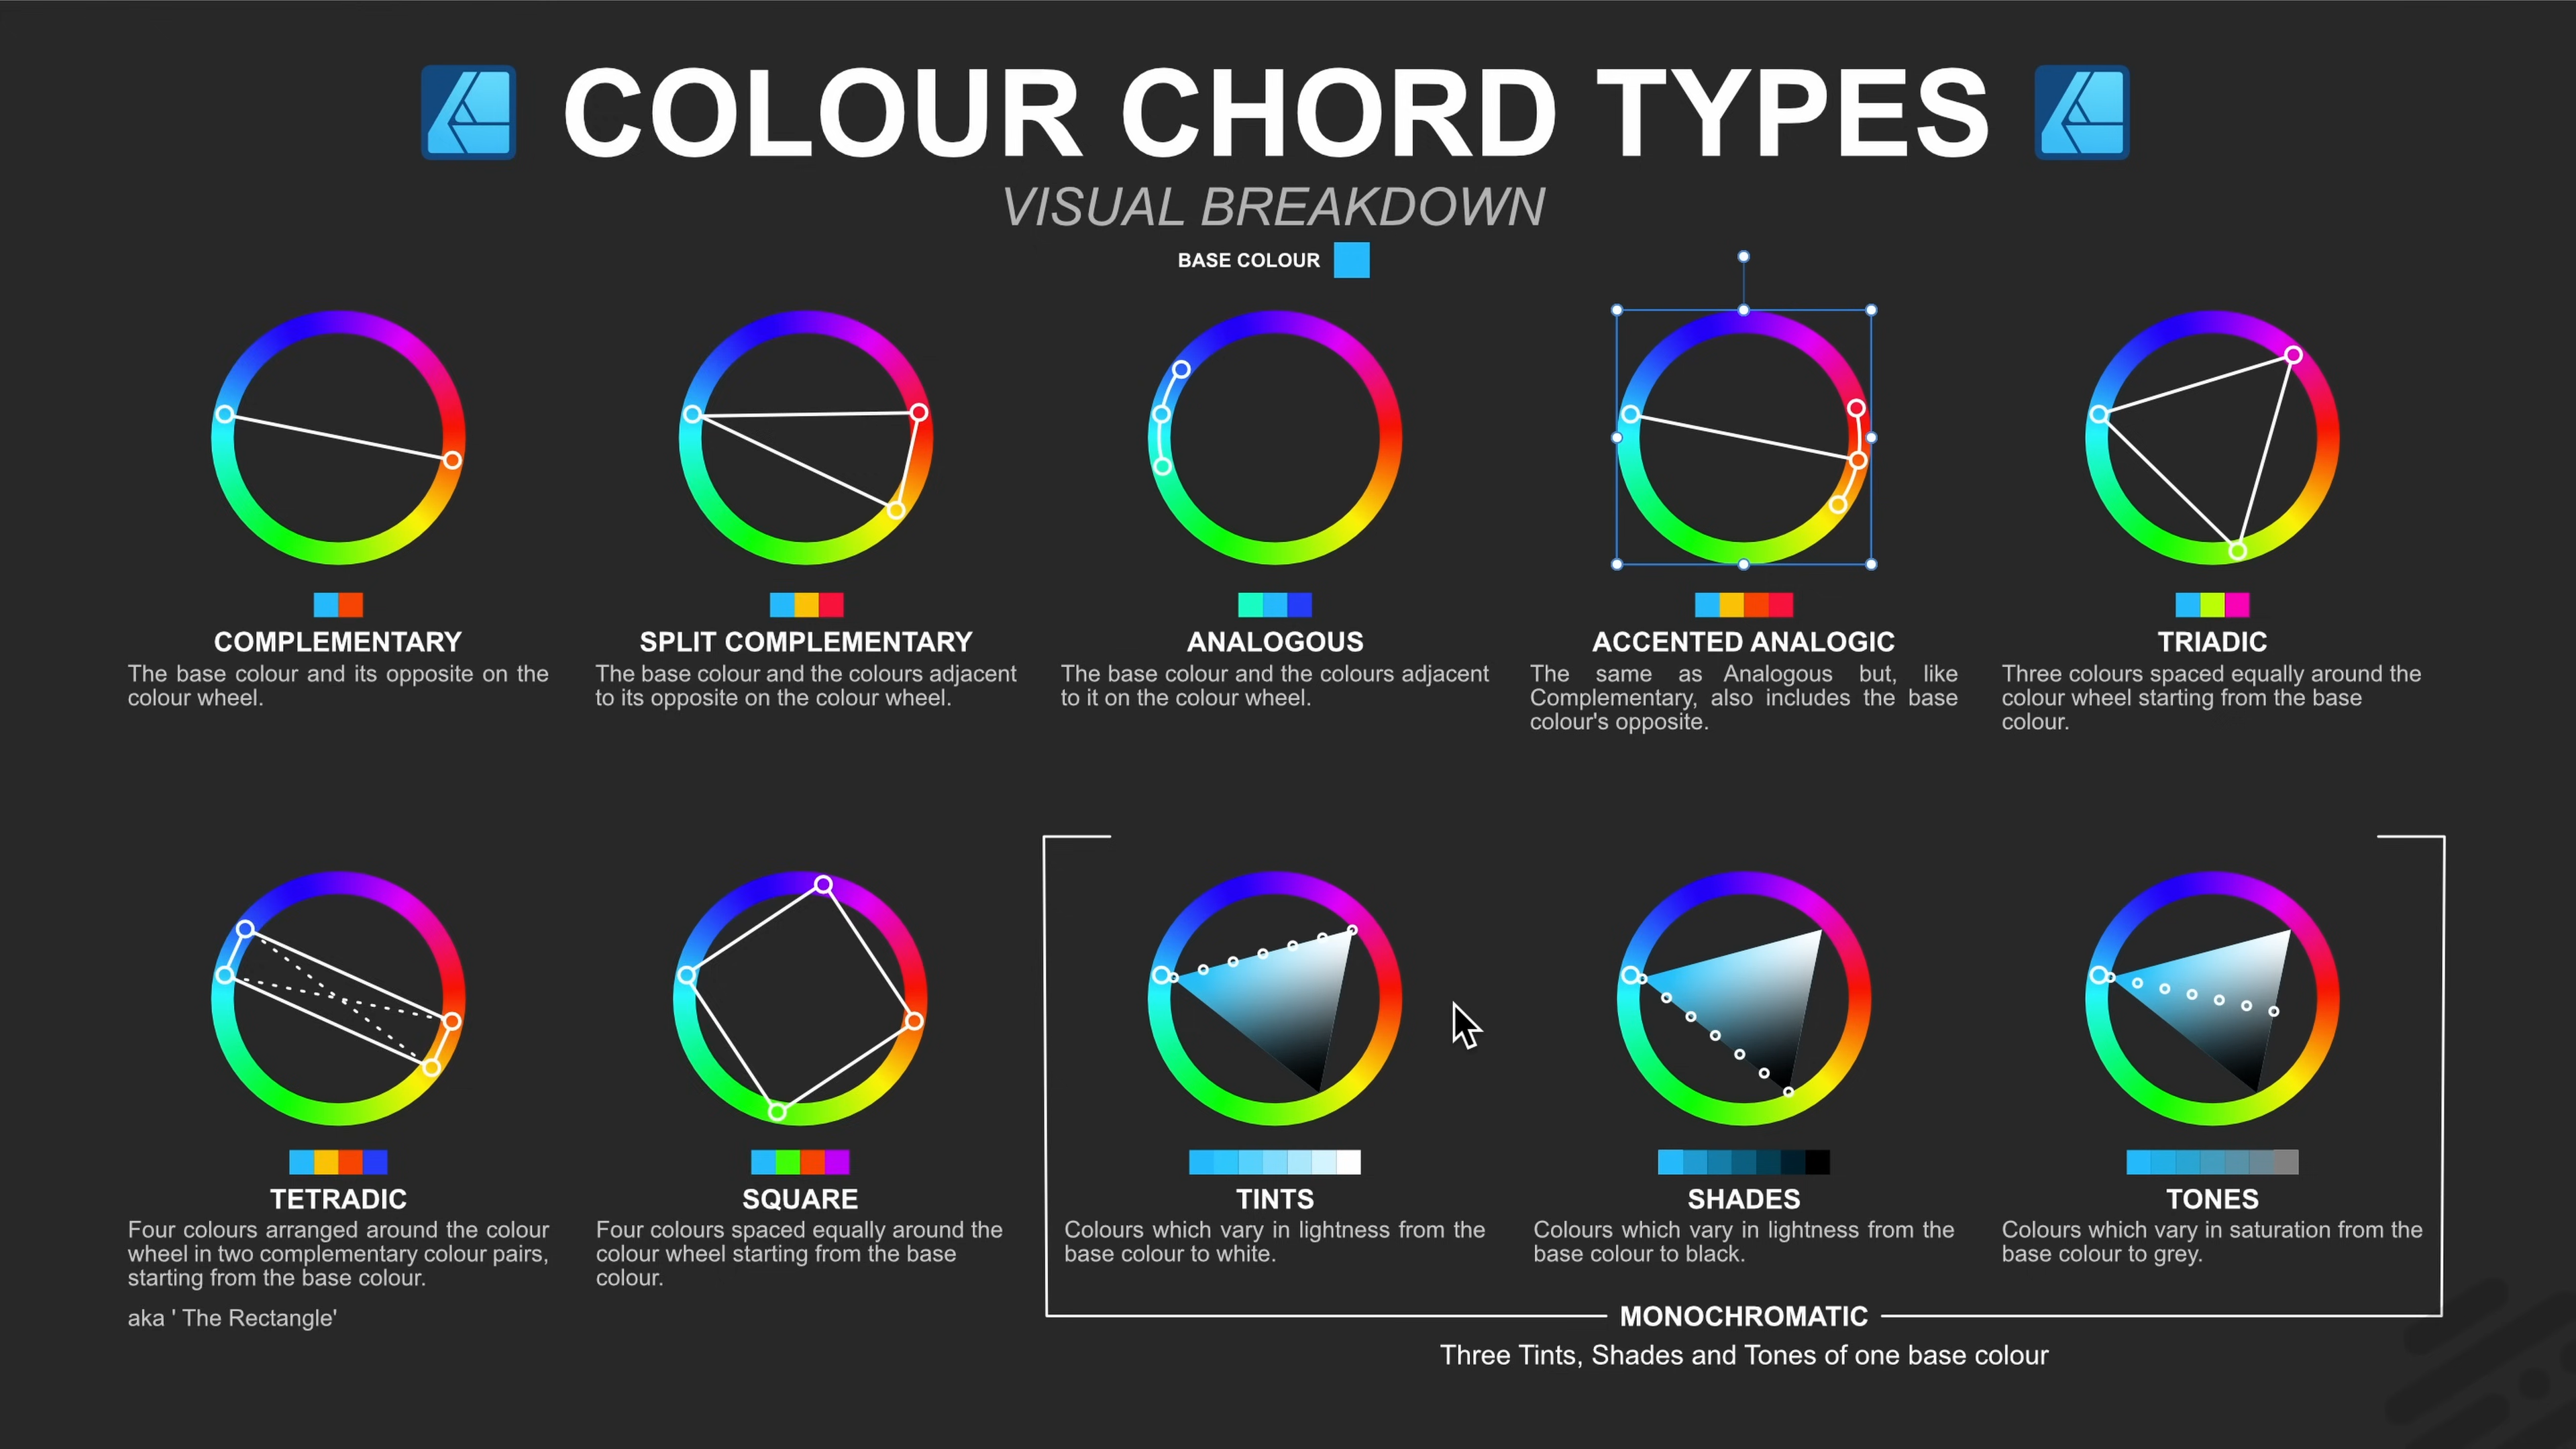 COLOUR CHORD TYPES
VISUAL BREAKDOWN
BASE COLOUR
COMPLEMENTARY
The base colour and its opposite on the
colour wheel.
SPLIT COMPLEMENTARY
The base colour and the colours adjacent
to its opposite on the colour wheel.
ANALOGOUS
The base colour and the colours adjacent
to it on the colour wheel.
ACCENTED ANALOGIC
The same as Analogous but, like
Complementary, also includes the base
colour's opposite.
TRIADIC
Three colours spaced equally around the
colour wheel starting from the base
colour.
TETRADIC
Four colours arranged around the colour
wheel in two complementary colour pairs,
starting from the base colour.
aka ' The Rectangle'
SQUARE
Four colours spaced equally around the
colour wheel starting from the base
colour.
TINTS
Colours which vary in lightness from the
base colour to white.
SHADES
Colours which vary in lightness from the
base colour to black.
TONES
Colours which vary in saturation from the
base colour to grey.
MONOCHROMATIC
Three Tints, Shades and Tones of one base colour